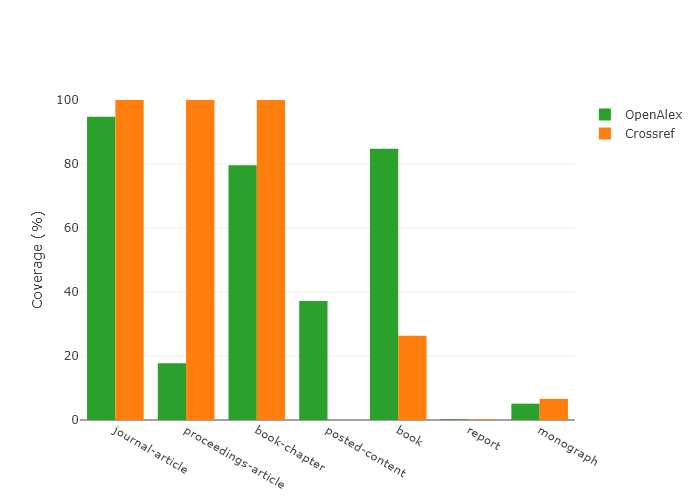 100
80
60
40
20
0
Coverage (%)
journal-article
proceedings-article
book-chapter
posted-content
book
report
monograph
OpenAlex
Crossref